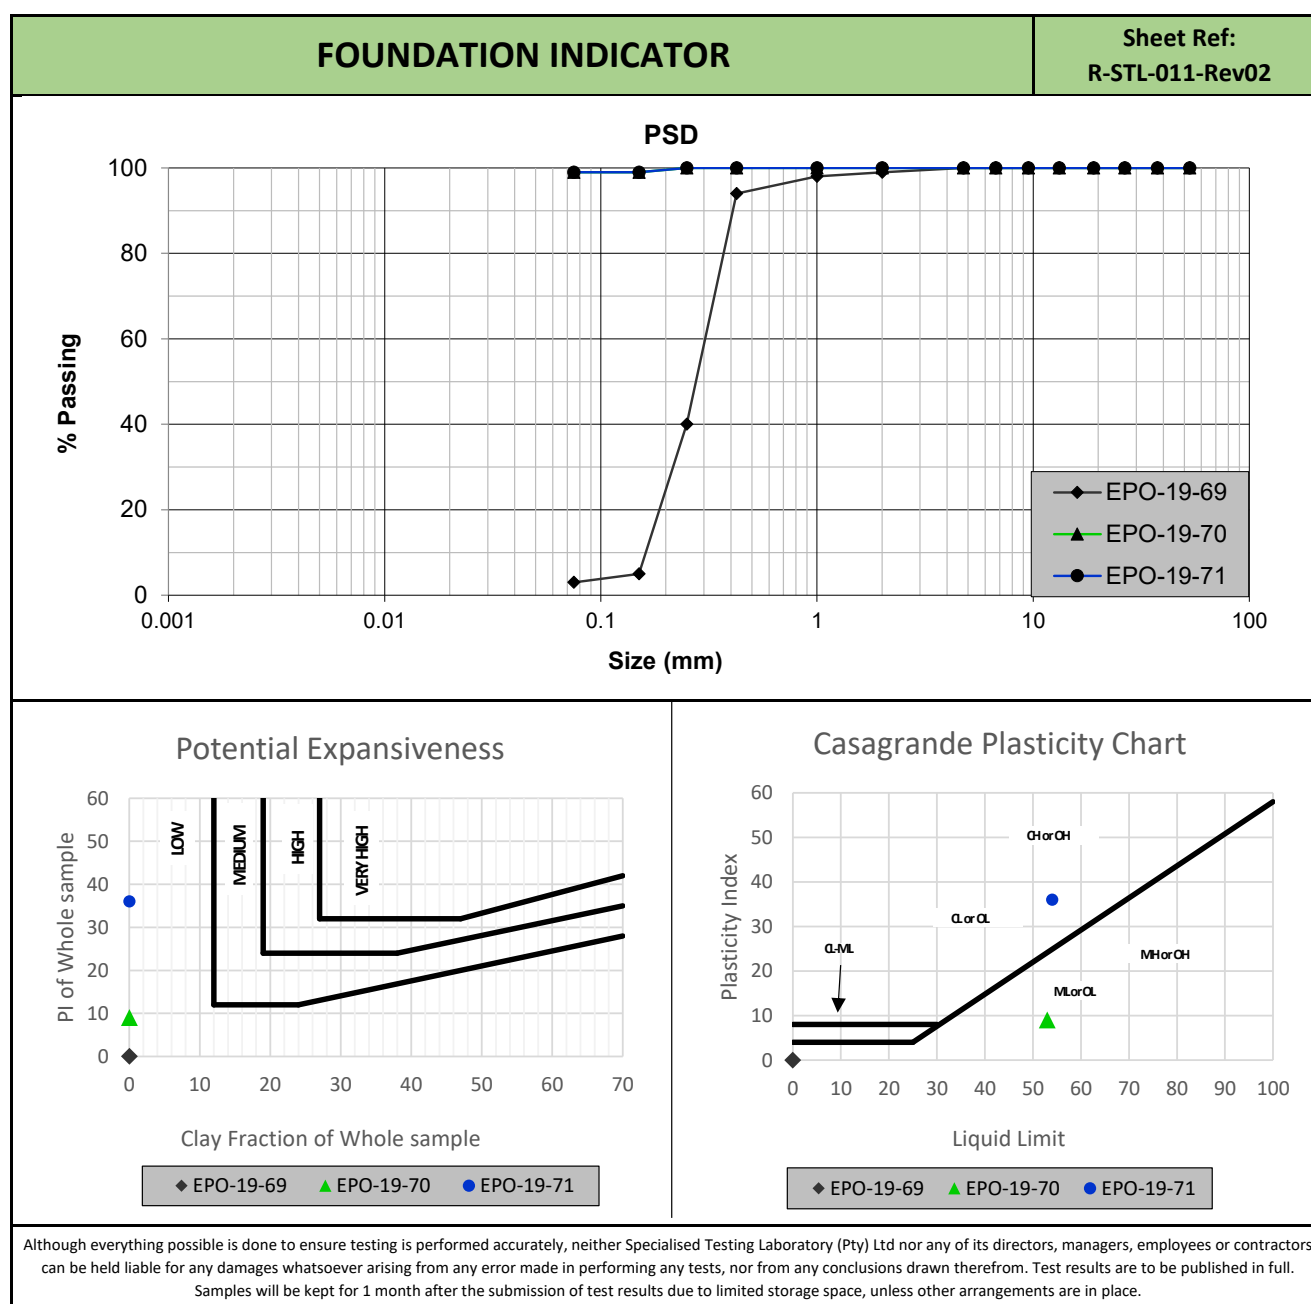 FOUNDATION INDICATOR
Sheet Ref:
R-STL-011-Rev02
PSD
% Passing
100
80
60
40
20
0
0.001 0.01 0.1 1 10 100
Size (mm)
EPO-19-69
EPO-19-70
EPO-19-71
Potential Expansiveness
PI of Whole sample
60
50
40
30
20
10
0
LOW
MEDIUM
HIGH
VERY HIGH
0 10 20 30 40 50 60 70
Clay Fraction of Whole sample
EPO-19-69 EPO-19-70 EPO-19-71
Casagrande Plasticity Chart
Plasticity Index
60
50
40
30
20
10
0
CH or OH
CL or OL
CL-ML
MH or OH
ML or OL
0 10 20 30 40 50 60 70 80 90 100
Liquid Limit
EPO-19-69 EPO-19-70 EPO-19-71
Although everything possible is done to ensure testing is performed accurately, neither Specialised Testing Laboratory (Pty) Ltd nor any of its directors, managers, employees or contractors
can be held liable for any damages whatsoever arising from any error made in performing any tests, nor from any conclusions drawn therefrom. Test results are to be published in full.
Samples will be kept for 1 month after the submission of test results due to limited storage space, unless other arrangements are in place.